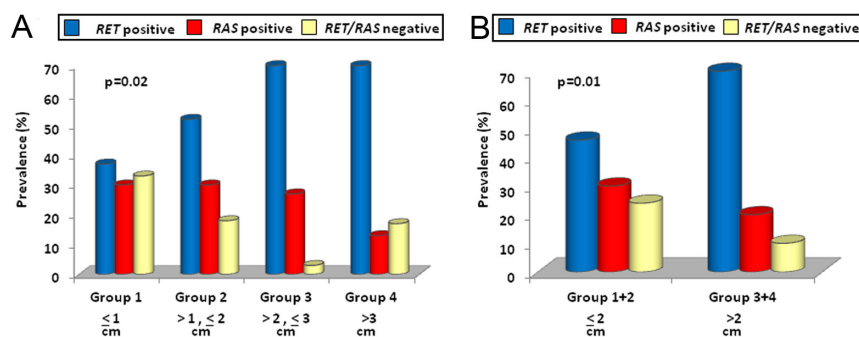 A
RET positive RAS positive RET/RAS negative
p=0.02
Prevalence (%)
70
60
50
40
30
20
10
0
Group 1 Group 2 Group 3 Group 4
≤1 >1, ≤2 >2, ≤3 >3
cm cm cm cm
B
RET positive RAS positive RET/RAS negative
p=0.01
Prevalence (%)
70
60
50
40
30
20
10
0
Group 1+2 Group 3+4
≤2 >2
cm cm